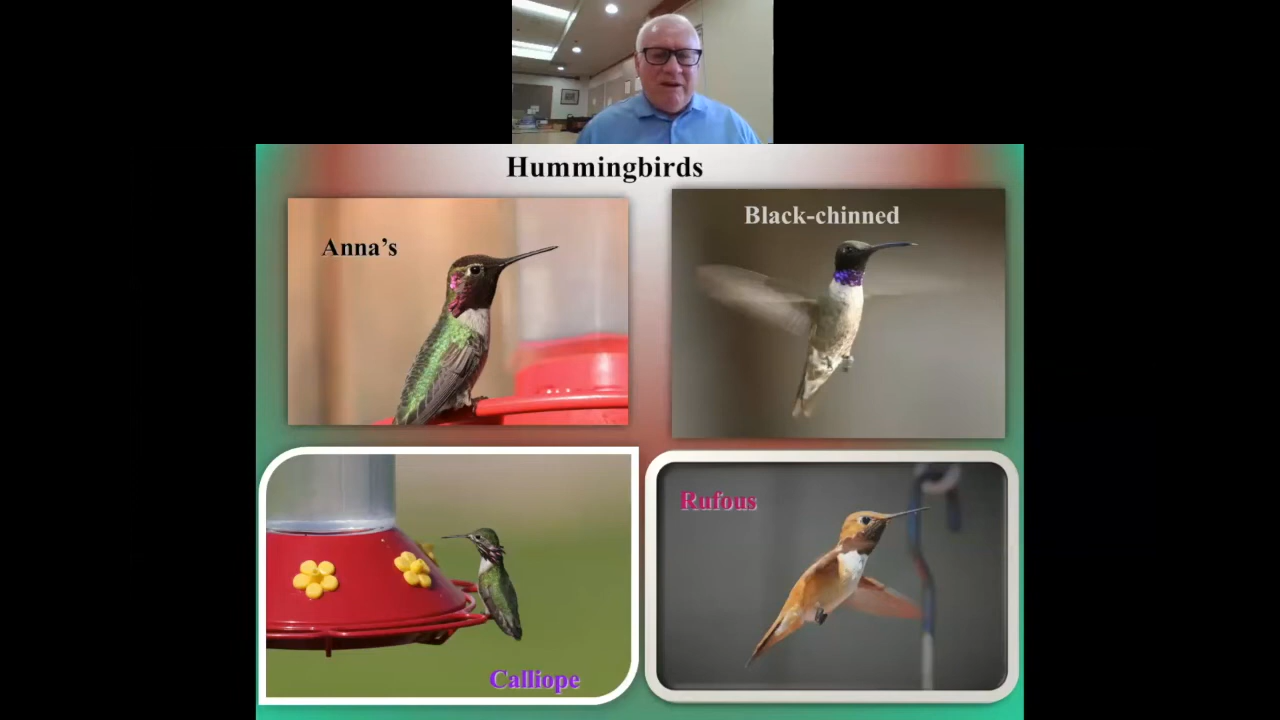 Hummingbirds
Anna's
Black-chinned
Rufous
Calliope